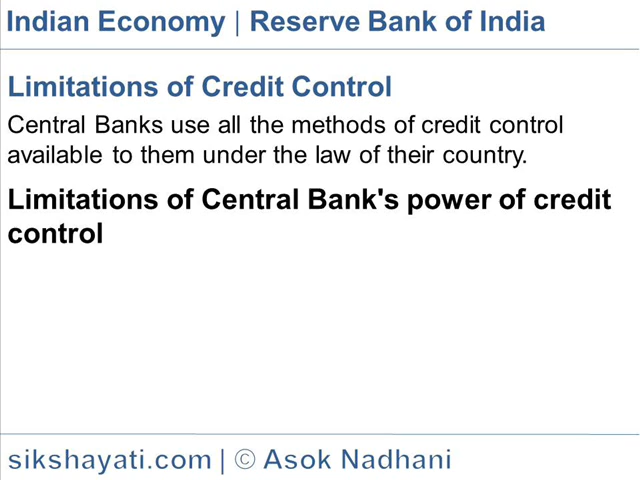 Indian Economy | Reserve Bank of India
Limitations of Credit Control
Central Banks use all the methods of credit control
available to them under the law of their country.
Limitations of Central Bank's power of credit
control
sikshayati.com | © Asok Nadhani